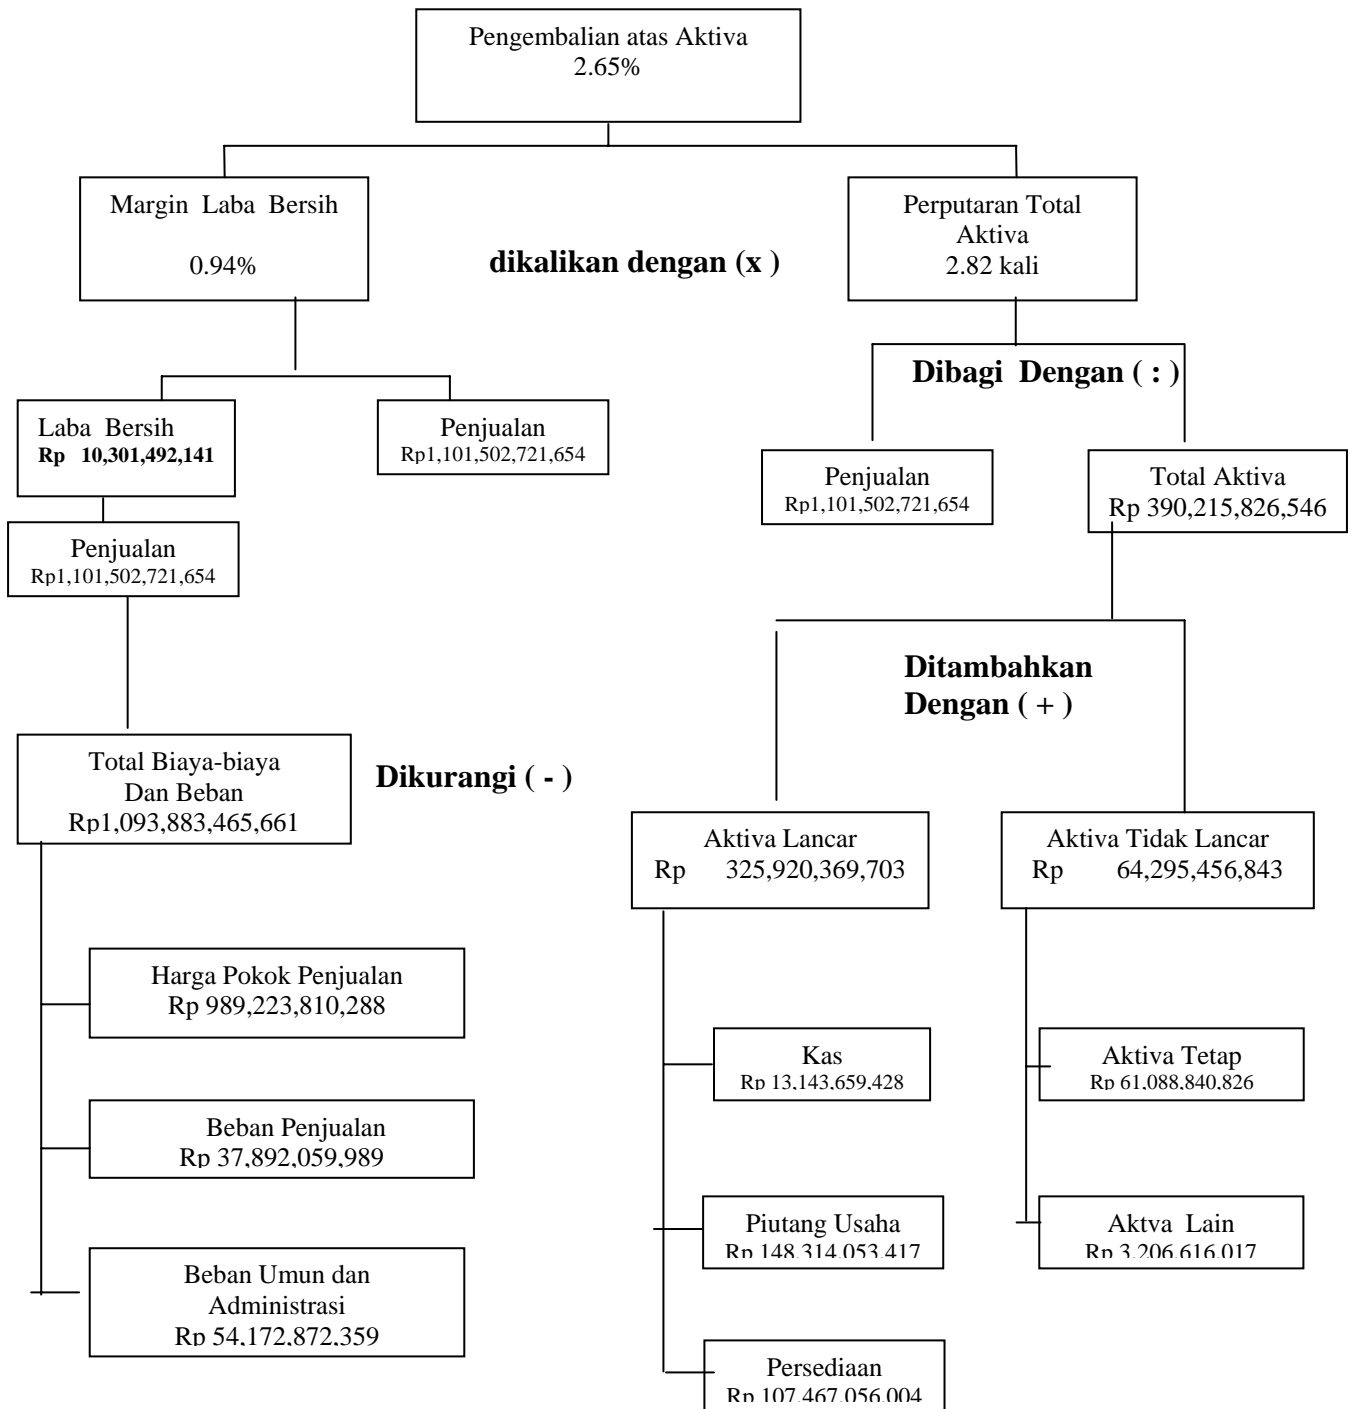 Pengembalian atas Aktiva
2.65%
Margin Laba Bersih
0.94%
dikalikan dengan (x )
Perputaran Total
Aktiva
2.82 kali
Dibagi Dengan ( : )
Laba Bersih
Rp 10,301,492,141
Penjualan
Rp1,101,502,721,654
Penjualan
Rp1,101,502,721,654
Total Aktiva
Rp 390,215,826,546
Penjualan
Rp1,101,502,721,654
Ditambahkan
Dengan ( + )
Total Biaya-biaya
Dan Beban
Rp1,093,883,465,661
Dikurangi ( - )
Aktiva Lancar
Rp 325,920,369,703
Aktiva Tidak Lancar
Rp 64,295,456,843
Harga Pokok Penjualan
Rp 989,223,810,288
Kas
Rp 13,143,659,428
Aktiva Tetap
Rp 61,088,840,826
Beban Penjualan
Rp 37,892,059,989
Piutang Usaha
Rp 148,314,053,417
Aktva Lain
Rp 3,206,616,017
Beban Umun dan
Administrasi
Rp 54,172,872,359
Persediaan
Rp 107,467,056,004